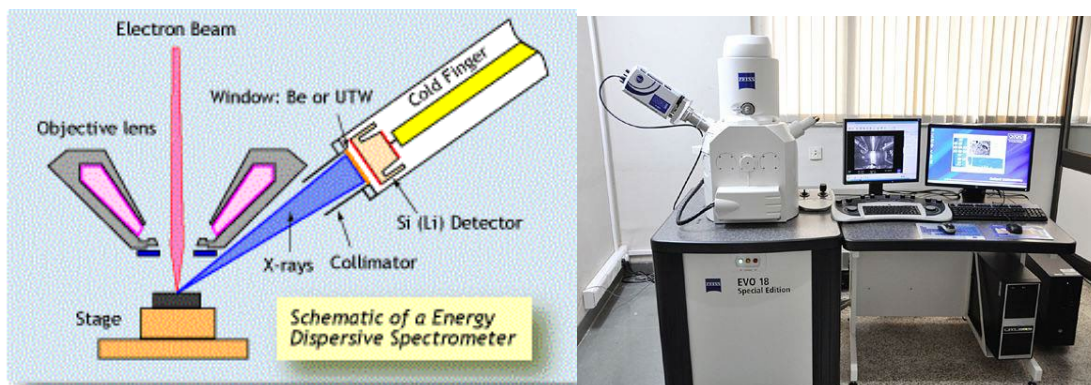 Electron Beam
Cold Finger
Window: Be or UTW
Objective lens
Si (Li) Detector
X-rays
Collimator
Stage
Schematic of a Energy
Dispersive Spectrometer
ZEISS
ZEISS
EVO 18
Special Edition